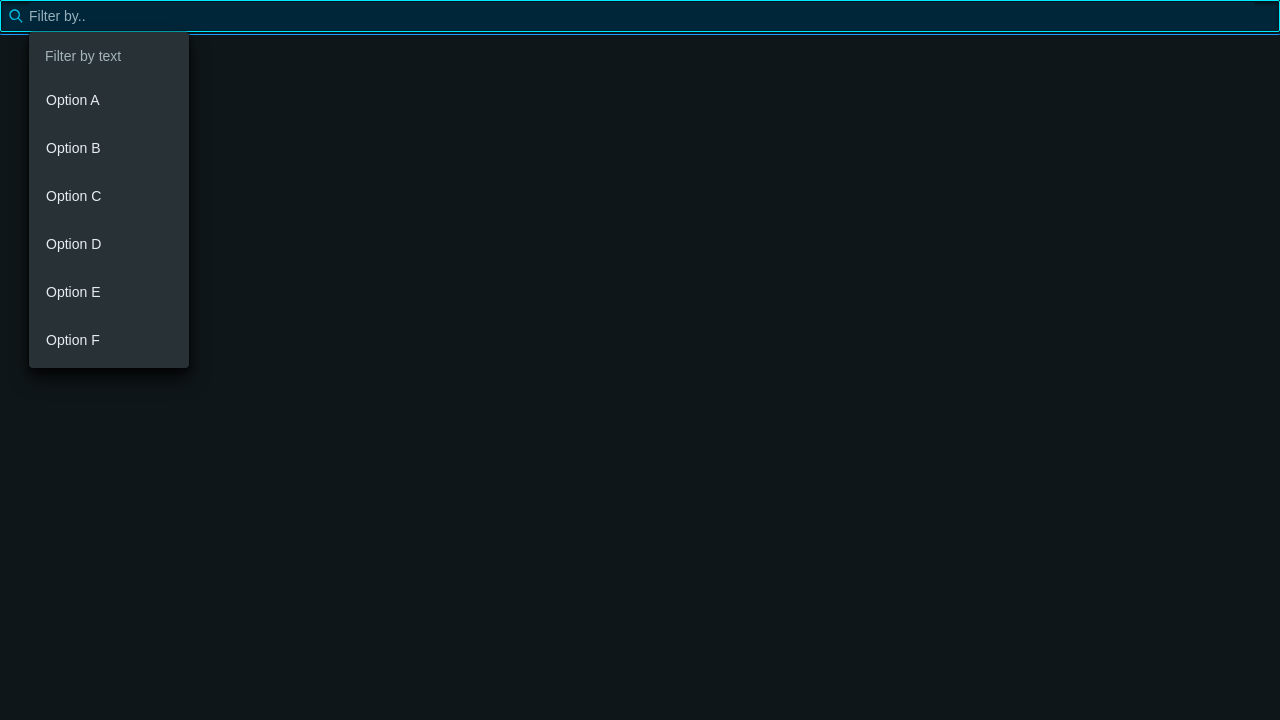 Filter by..
Filter by text
Option A
Option B
Option C
Option D
Option E
Option F